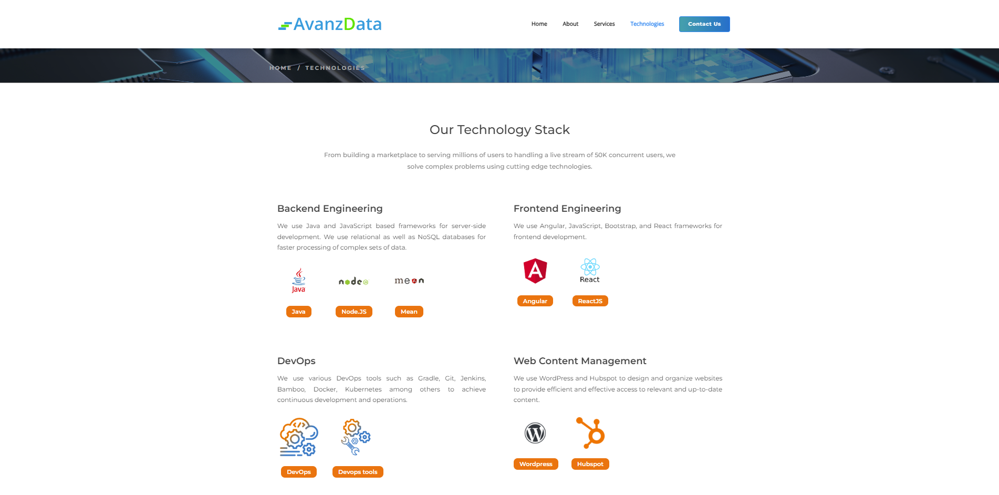 AvanzData
Home About Services Technologies Contact Us
HOME / TECHNOLOGIES
Our Technology Stack
From building a marketplace to serving millions of users to handling a live stream of 50K concurrent users, we
solve complex problems using cutting edge technologies.
Backend Engineering
We use Java and JavaScript based frameworks for server-side
development. We use relational as well as NoSQL databases for
faster processing of complex sets of data.
Java
node JS
mean
Java
Node.JS
Mean
Frontend Engineering
We use Angular, JavaScript, Bootstrap, and React frameworks for
frontend development.
A
React
Angular
ReactJS
DevOps
We use various DevOps tools such as Gradle, Git, Jenkins,
Bamboo, Docker, Kubernetes among others to achieve
continuous development and operations.
DevOps
Devops tools
Web Content Management
We use WordPress and Hubspot to design and organize websites
to provide efficient and effective access to relevant and up-to-date
content.
W
Wordpress
Hubspot